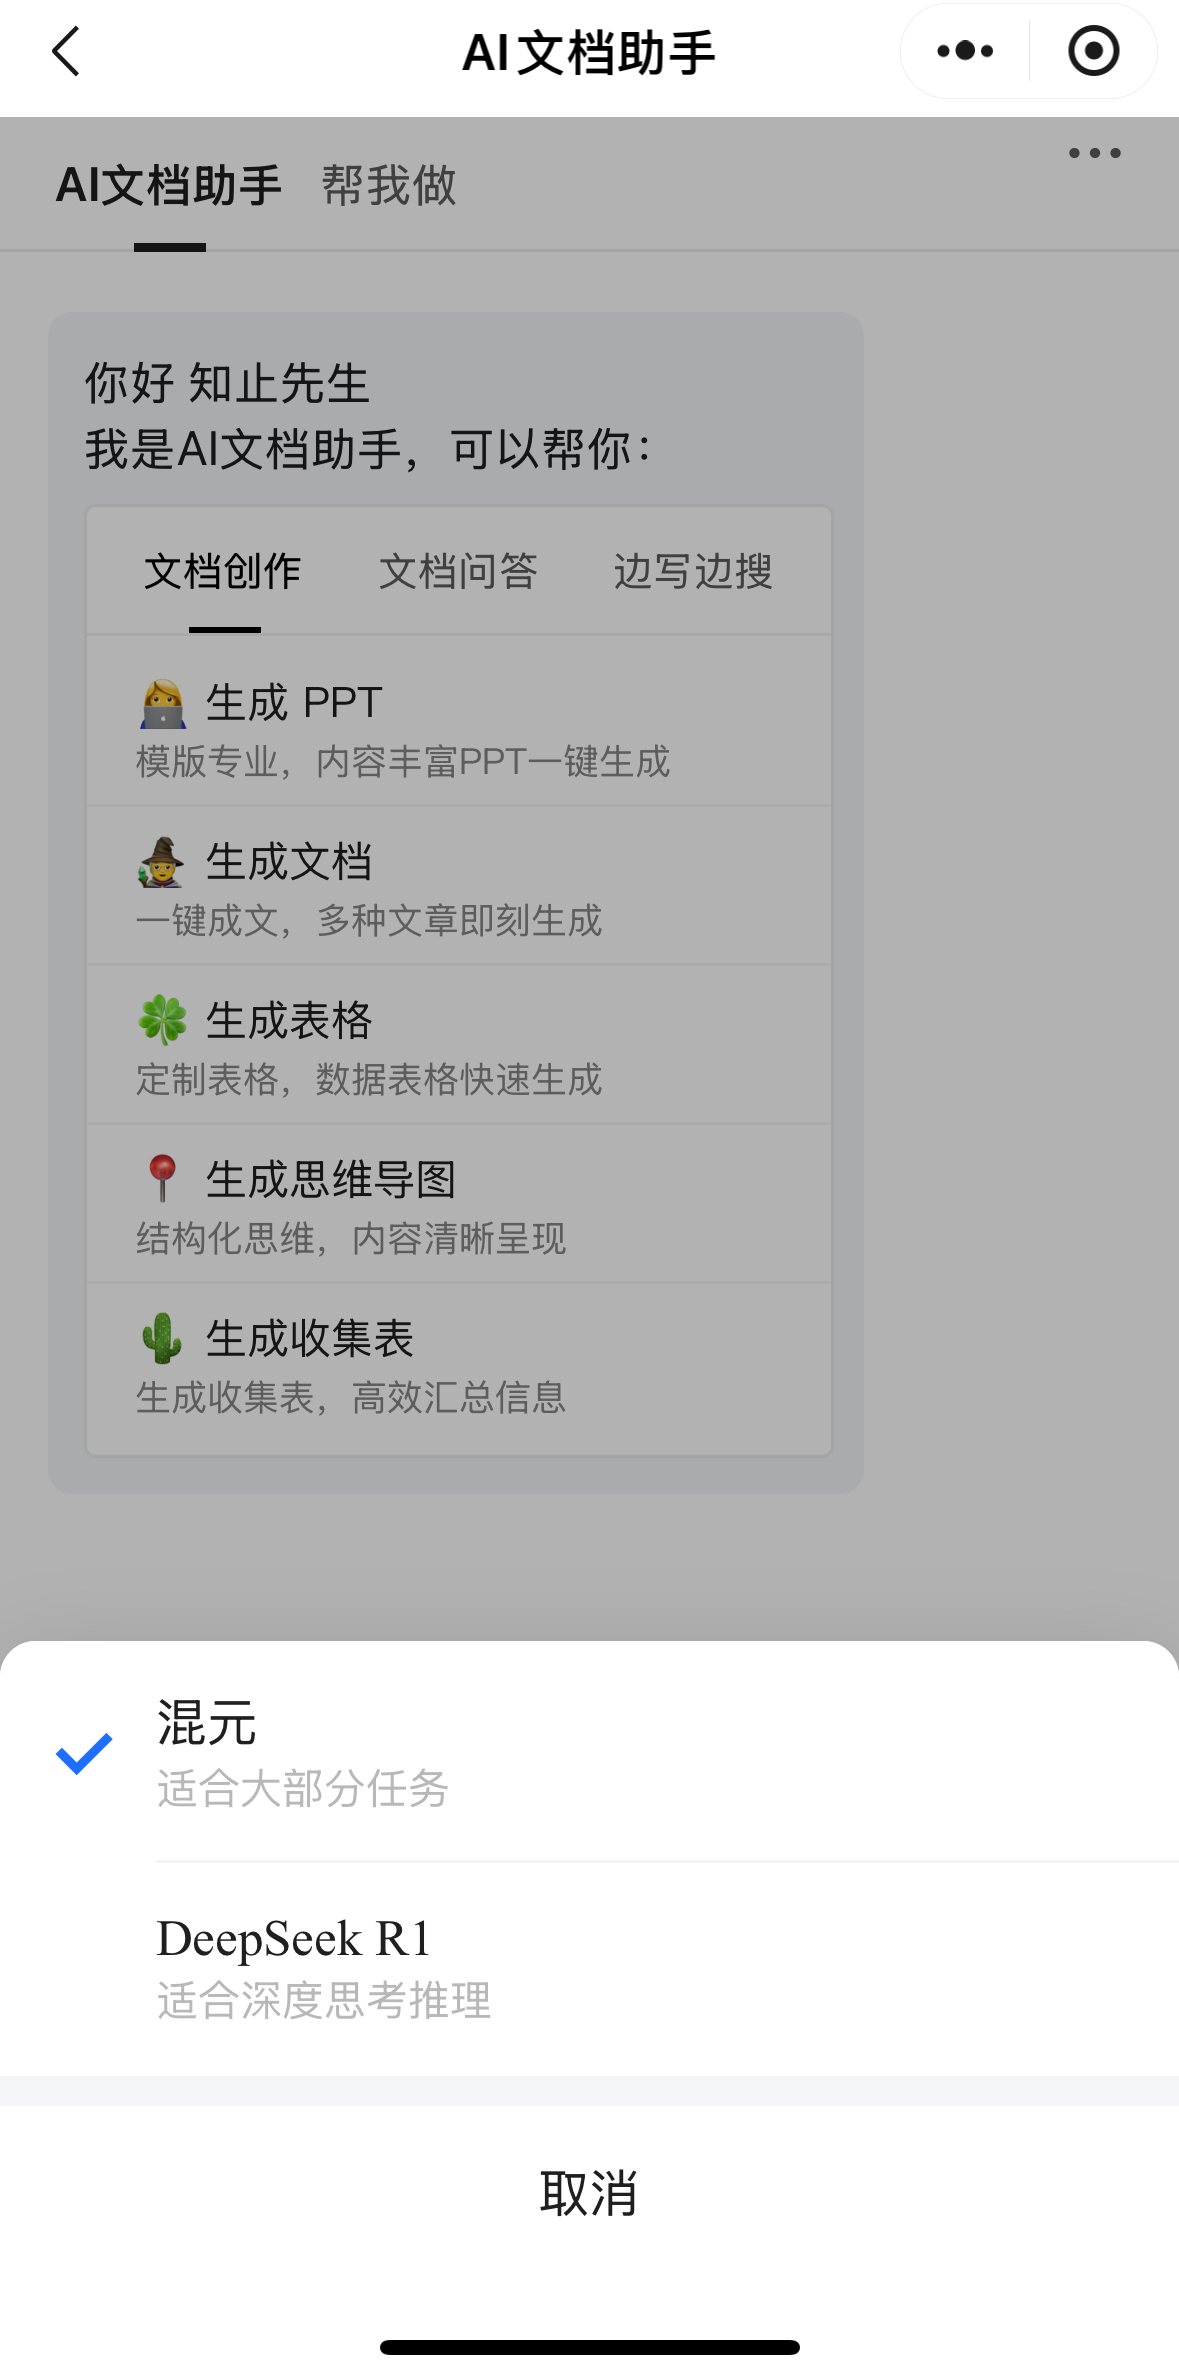 AI文档助手
AI文档助手 帮我做
你好 知止先生
我是AI文档助手，可以帮你：
文档创作 文档问答 边写边搜
生成 PPT
模版专业，内容丰富PPT一键生成
生成文档
一键成文，多种文章即刻生成
生成表格
定制表格，数据表格快速生成
生成思维导图
结构化思维，内容清晰呈现
生成收集表
生成收集表，高效汇总信息
混元
适合大部分任务
DeepSeek R1
适合深度思考推理
取消